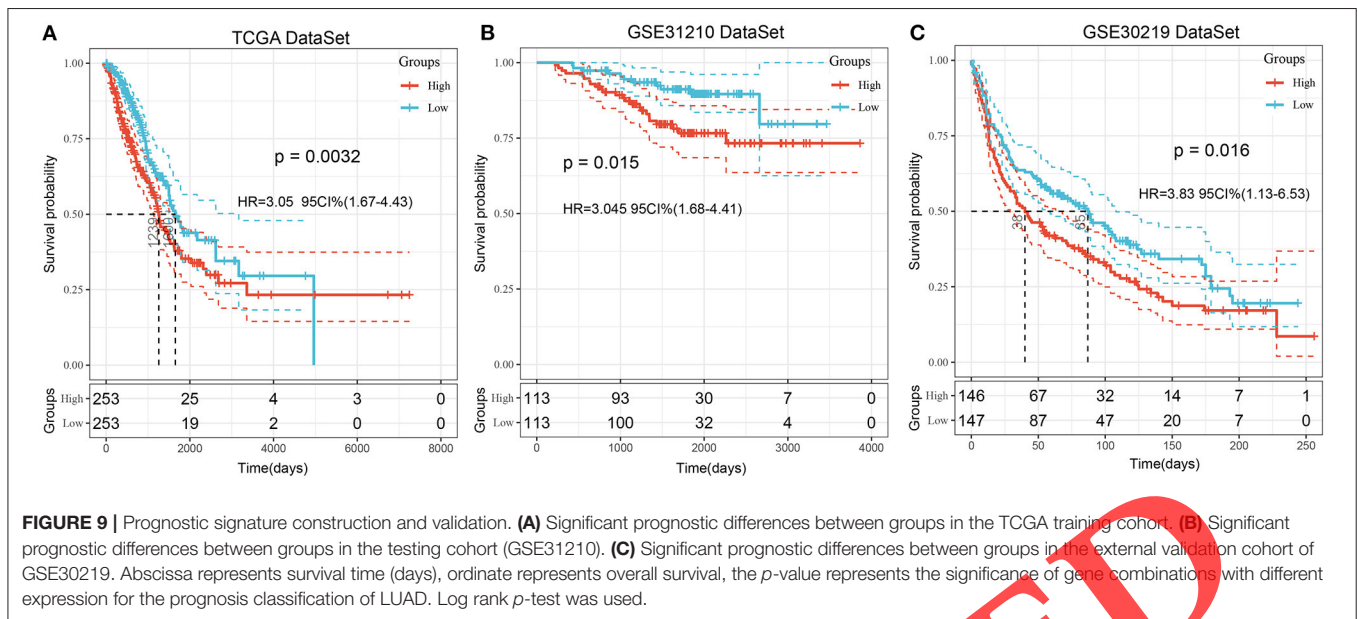 A
TCGA DataSet
Groups
High
Low
p = 0.0032
HR=3.05 95CI%(1.67-4.43)
Survival probability
1.00
0.75
0.50
0.25
0.00
1239
Groups
High
253
25
4
3
0
Low
253
19
2
0
0
0
2000
4000
6000
8000
Time(days)
B
GSE31210 DataSet
Groups
High
Low
p = 0.015
HR=3.045 95CI%(1.68-4.41)
Survival probability
1.00
0.75
0.50
0.25
0.00
Groups
High
113
93
30
7
0
Low
113
100
32
4
0
0
1000
2000
3000
4000
Time(days)
C
GSE30219 DataSet
Groups
High
Low
p = 0.016
HR=3.83 95CI%(1.13-6.53)
Survival probability
1.00
0.75
0.50
0.25
0.00
38
85
Groups
High
146
67
32
14
7
1
Low
147
87
47
20
7
0
0
50
100
150
200
250
Time(days)
FIGURE 9 | Prognostic signature construction and validation. (A) Significant prognostic differences between groups in the TCGA training cohort. (B) Significant
prognostic differences between groups in the testing cohort (GSE31210). (C) Significant prognostic differences between groups in the external validation cohort of
GSE30219. Abscissa represents survival time (days), ordinate represents overall survival, the p-value represents the significance of gene combinations with different
expression for the prognosis classification of LUAD. Log rank p-test was used.